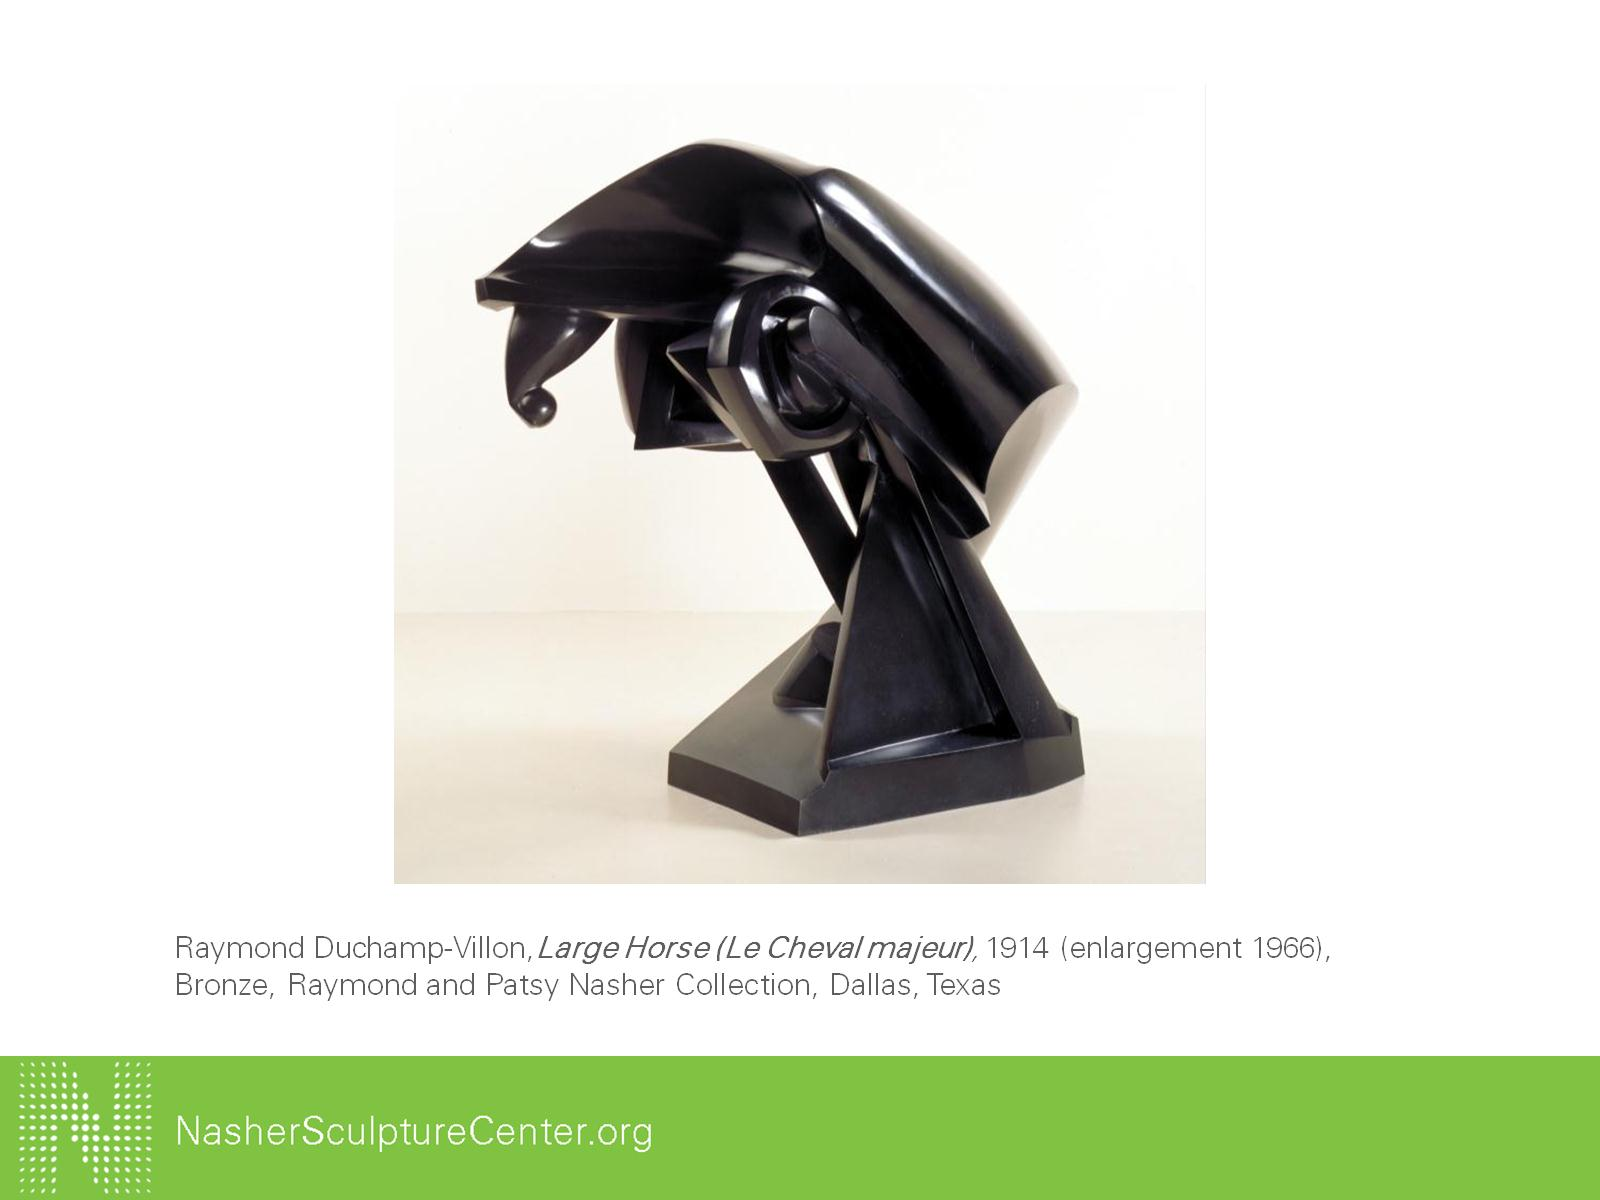 Raymond Duchamp-Villon, Large Horse (Le Cheval majeur), 1914 (enlargement 1966),
Bronze, Raymond and Patsy Nasher Collection, Dallas, Texas
N
NasherSculptureCenter.org